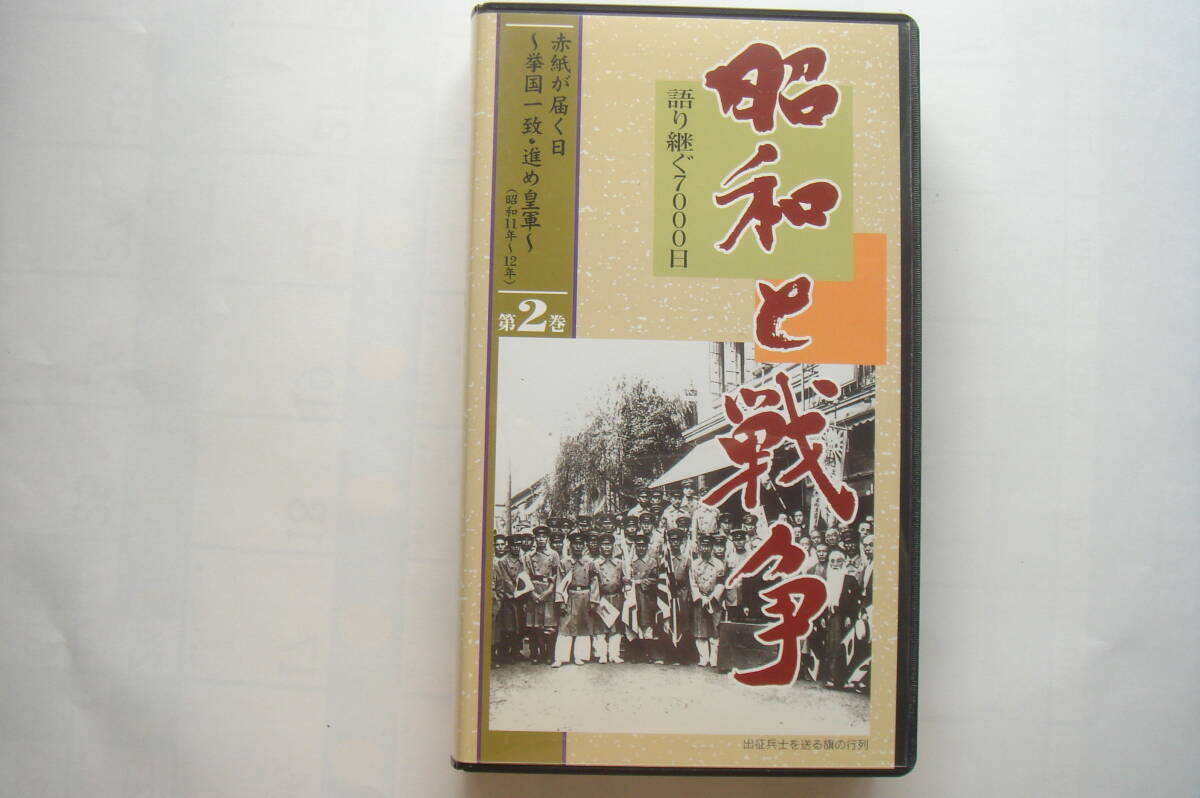 昭和と戦争
語り継ぐ7000日
赤紙が届く日
〜挙国一致・進め皇軍〜
(昭和11年〜12年)
第2巻
出征兵士を送る旗の行列